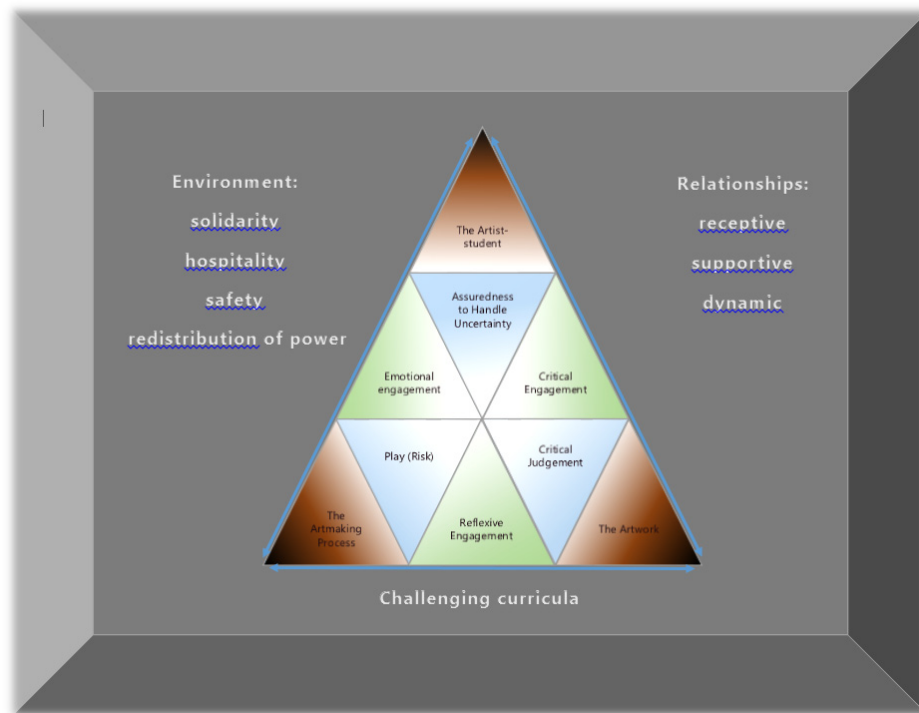 Environment:
solidarity
hospitality
safety
redistribution of power
Relationships:
receptive
supportive
dynamic
The Artist-
student
Assuredness
to Handle
Uncertainty
Emotional
engagement
Critical
Engagement
Play (Risk)
Critical
Judgement
The
Artmaking
Process
Reflexive
Engagement
The Artwork
Challenging curricula